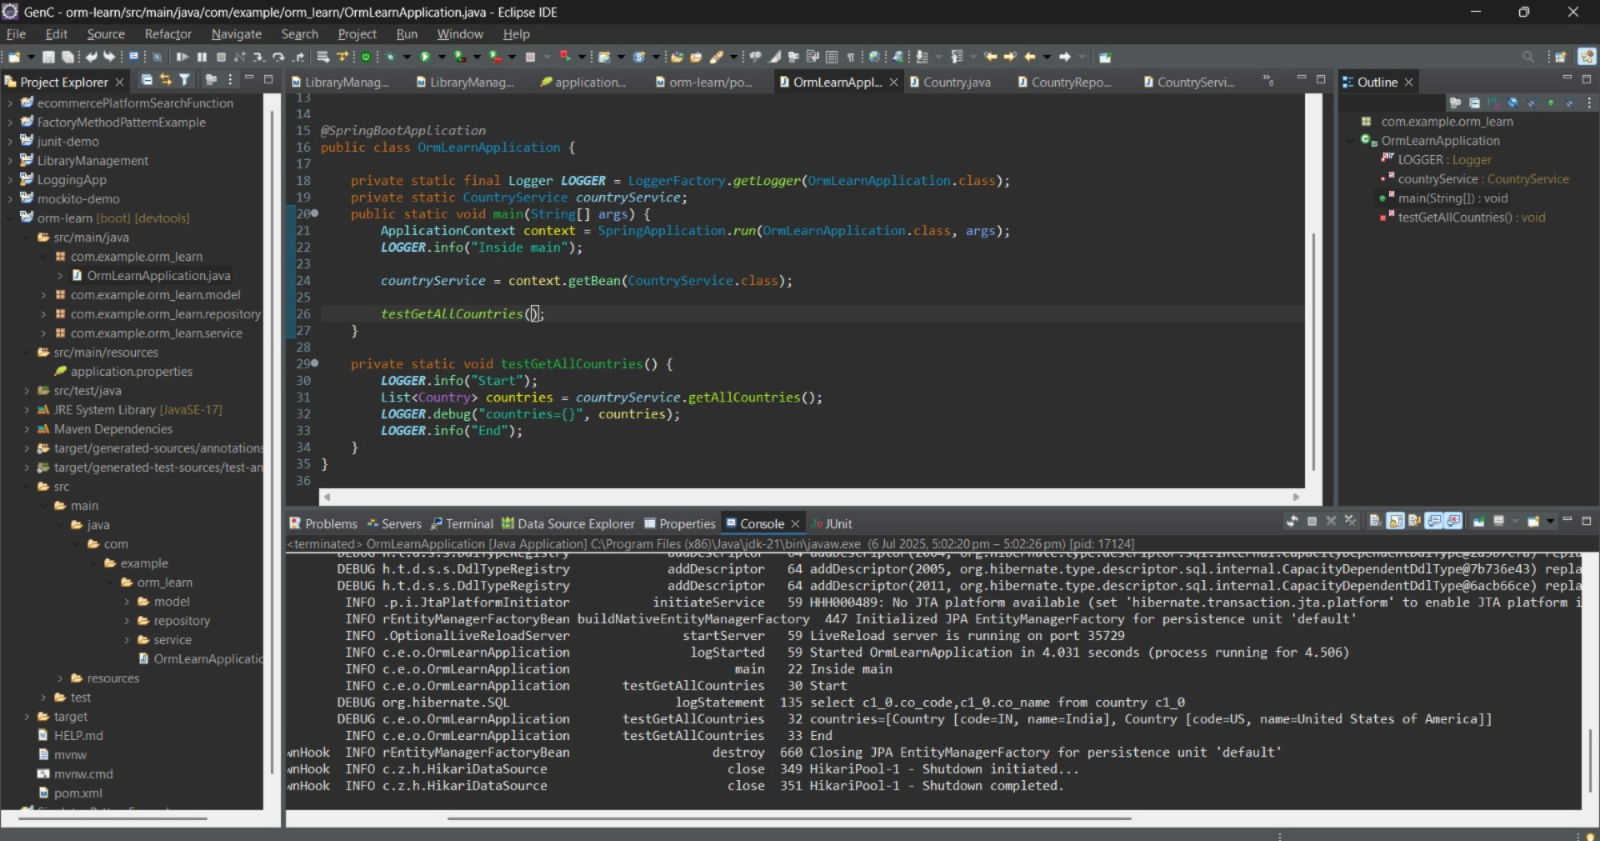 GenC - orm-learn/src/main/java/com/example/orm_learn/OrmLearnApplication.java - Eclipse IDE
File Edit Source Refactor Navigate Search Project Run Window Help
Project Explorer
ecommercePlatformSearchFunction
FactoryMethodPatternExample
junit-demo
LibraryManagement
LoggingApp
mockito-demo
orm-learn [boot] [devtools]
src/main/java
com.example.orm_learn
OrmLearnApplication.java
com.example.orm_learn.model
com.example.orm_learn.repository
com.example.orm_learn.service
src/main/resources
application.properties
src/test/java
JRE System Library [JavaSE-17]
Maven Dependencies
target/generated-sources/annotations
target/generated-test-sources/test-an
src
main
java
com
example
orm_learn
model
repository
service
OrmLearnApplicatic
resources
test
target
HELP.md
mvnw
mvnw.cmd
pom.xml
LibraryManag... LibraryManag... application... orm-learn/po... OrmLearnAppl... Country.java CountryRepo... CountryServi...
13
14
15 @SpringBootApplication
16 public class OrmLearnApplication {
17
18 private static final Logger LOGGER = LoggerFactory.getLogger(OrmLearnApplication.class);
19 private static CountryService countryService;
20 public static void main(String[] args) {
21 ApplicationContext context = SpringApplication.run(OrmLearnApplication.class, args);
22 LOGGER.info("Inside main");
23
24 countryService = context.getBean(CountryService.class);
25
26 testGetAllCountries();
27 }
28
29 private static void testGetAllCountries() {
30 LOGGER.info("Start");
31 List<Country> countries = countryService.getAllCountries();
32 LOGGER.debug("countries={}", countries);
33 LOGGER.info("End");
34 }
35 }
36
Outline
com.example.orm_learn
OrmLearnApplication
LOGGER : Logger
countryService : CountryService
main(String[]) : void
testGetAllCountries() : void
Problems Servers Terminal Data Source Explorer Properties Console JUnit
<terminated> OrmLearnApplication [Java Application] C:\Program Files (x86)\Java\jdk-21\bin\javaw.exe (6 Jul 2025, 5:02:20 pm – 5:02:26 pm) [pid: 17124]
DEBUG h.t.d.s.s.DdlTypeRegistry addDescriptor 64 addDescriptor(2005, org.hibernate.type.descriptor.sql.internal.CapacityDependentDdlType@7b736e43) repla
DEBUG h.t.d.s.s.DdlTypeRegistry addDescriptor 64 addDescriptor(2011, org.hibernate.type.descriptor.sql.internal.CapacityDependentDdlType@6acb66ce) repla
INFO .p.i.JtaPlatformInitiator initiateService 59 HHH000489: No JTA platform available (set 'hibernate.transaction.jta.platform' to enable JTA platform i
INFO rEntityManagerFactoryBean buildNativeEntityManagerFactory 447 Initialized JPA EntityManagerFactory for persistence unit 'default'
INFO .OptionalLiveReloadServer startServer 59 LiveReload server is running on port 35729
INFO c.e.o.OrmLearnApplication logStarted 59 Started OrmLearnApplication in 4.031 seconds (process running for 4.506)
INFO c.e.o.OrmLearnApplication main 22 Inside main
INFO c.e.o.OrmLearnApplication testGetAllCountries 30 Start
DEBUG org.hibernate.SQL logStatement 135 select c1_0.co_code,c1_0.co_name from country c1_0
DEBUG c.e.o.OrmLearnApplication testGetAllCountries 32 countries=[Country [code=IN, name=India], Country [code=US, name=United States of America]]
INFO c.e.o.OrmLearnApplication testGetAllCountries 33 End
wnHook INFO rEntityManagerFactoryBean destroy 660 Closing JPA EntityManagerFactory for persistence unit 'default'
wnHook INFO c.z.h.HikariDataSource close 349 HikariPool-1 - Shutdown initiated...
wnHook INFO c.z.h.HikariDataSource close 351 HikariPool-1 - Shutdown completed.